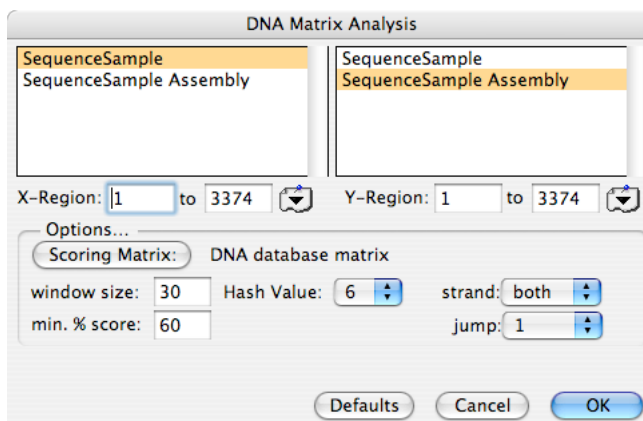 DNA Matrix Analysis
SequenceSample
SequenceSample Assembly
SequenceSample
SequenceSample Assembly
X-Region: 1 to 3374 Y-Region: 1 to 3374
Options...
Scoring Matrix: DNA database matrix
window size: 30 Hash Value: 6 strand: both
min. % score: 60 jump: 1
Defaults Cancel OK